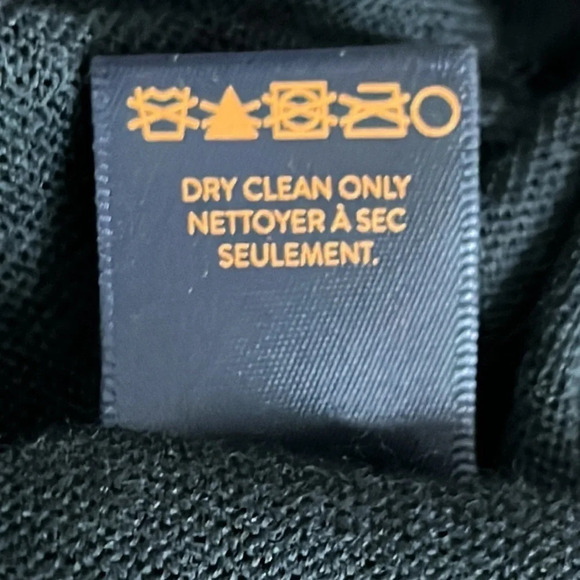 DRY CLEAN ONLY
NETTOYER À SEC
SEULEMENT.